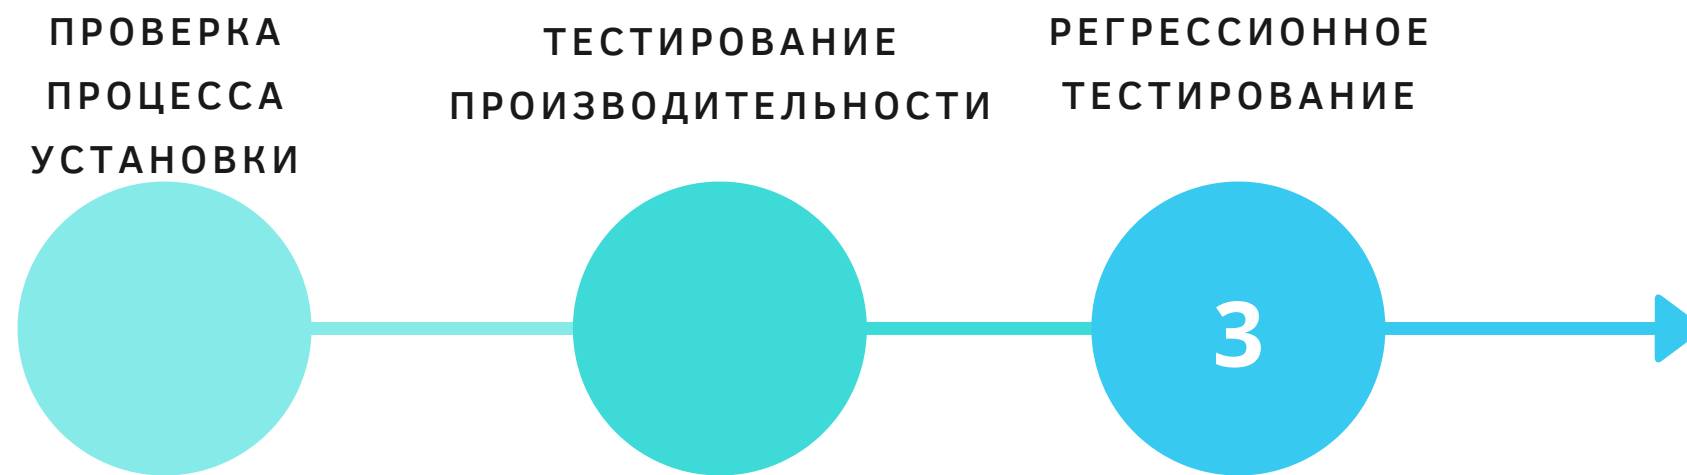 ПРОВЕРКА
ПРОЦЕССА
УСТАНОВКИ
ТЕСТИРОВАНИЕ
ПРОИЗВОДИТЕЛЬНОСТИ
РЕГРЕССИОННОЕ
ТЕСТИРОВАНИЕ
3